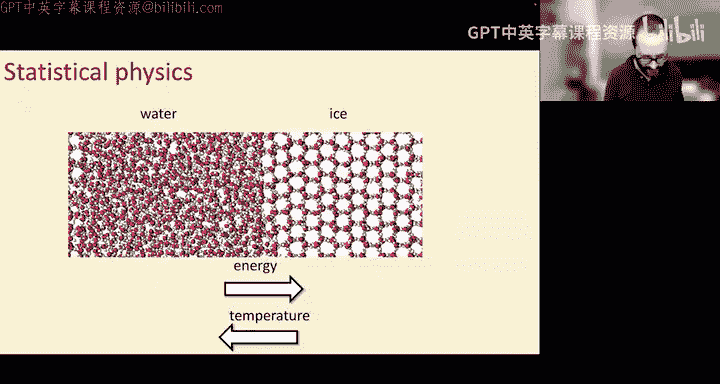 GPT中英字幕课程资源@bilibili.com
GPT中英字幕课程资源 bilibili
Statistical physics
water
ice
energy
temperature